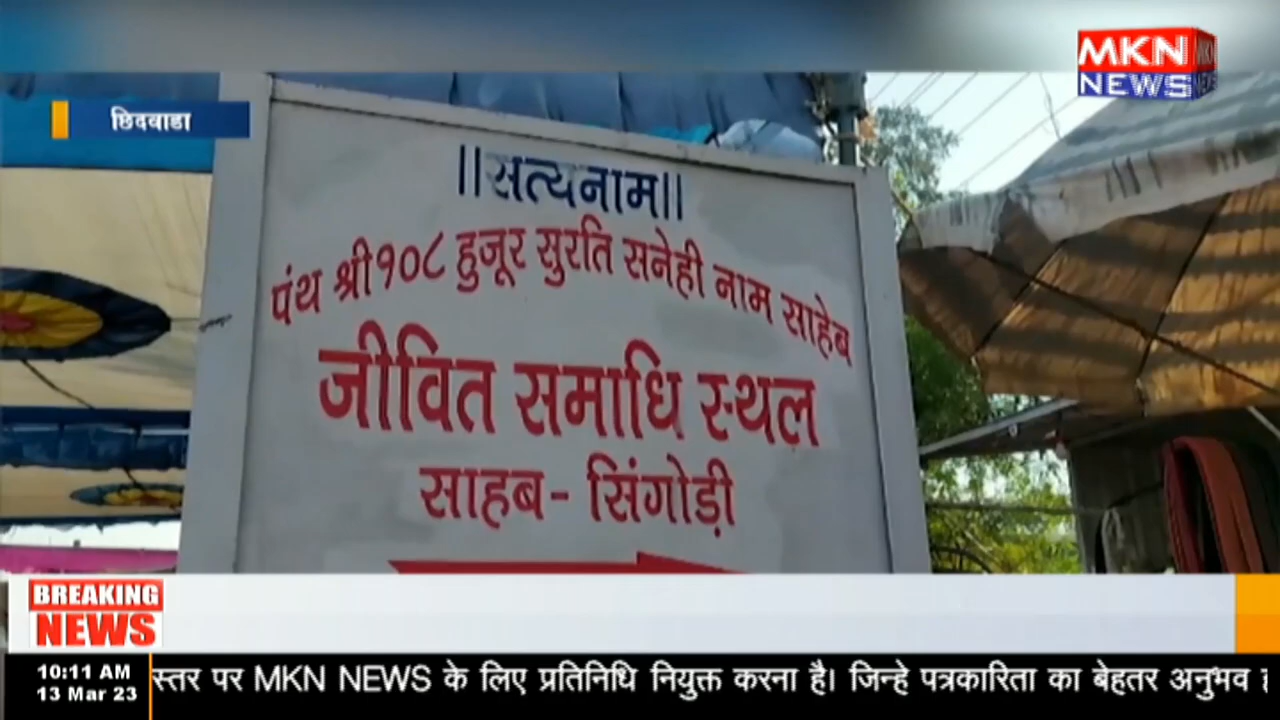 MKN
NEWS
छिदवाडा
||सत्यनाम||
पंथ श्री १०८ हुजूर सुरति सनेही नाम साहेब
जीवित समाधि स्थल
साहब- सिंगोड़ी
BREAKING
NEWS
10:11 AM
13 Mar 23
स्तर पर MKN NEWS के लिए प्रतिनिधि नियुक्त करना है। जिन्हे पत्रकारिता का बेहतर अनुभव